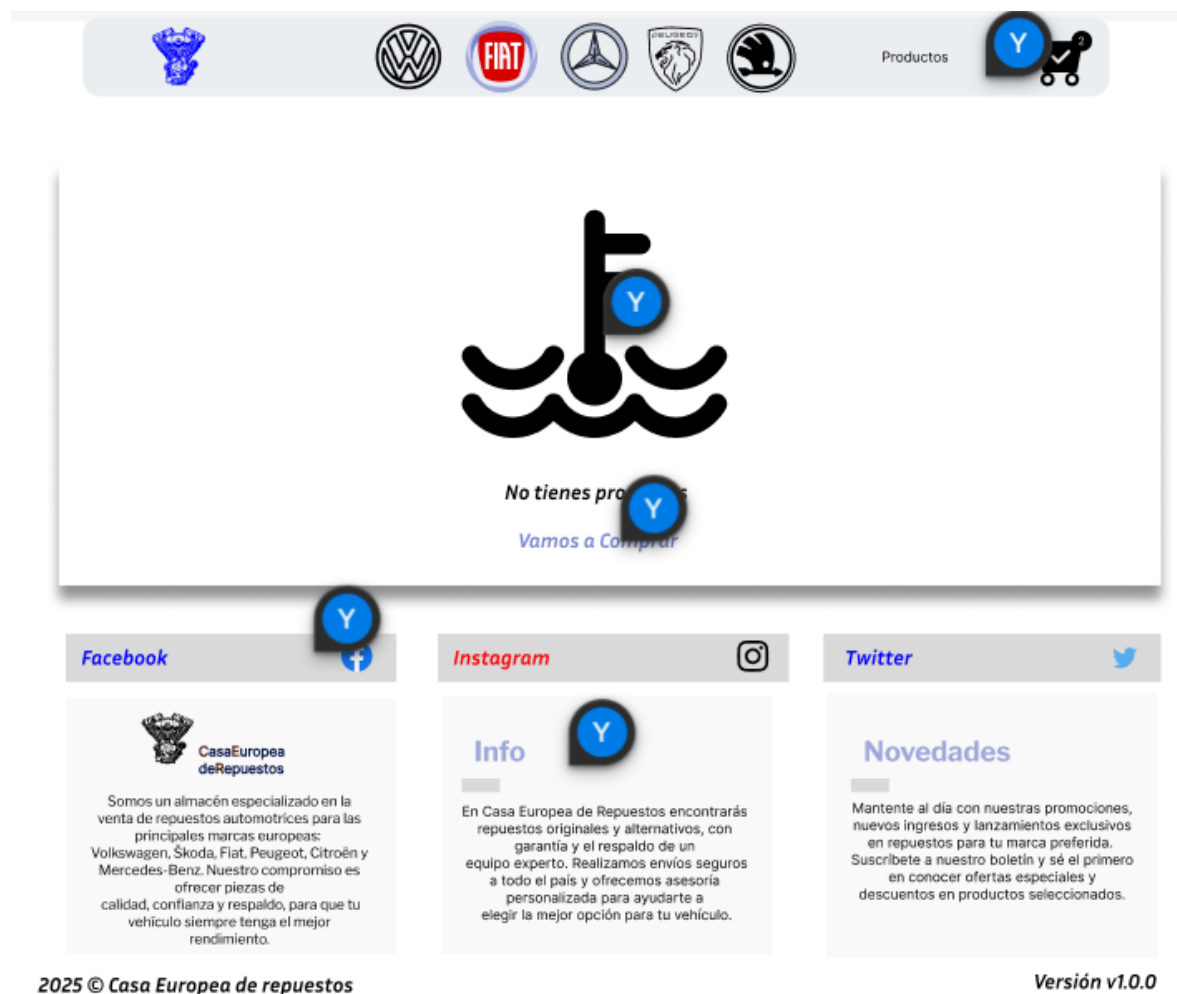 FIAT
PEUGEOT
Productos
Y
2
Y
No tienes
Y
Vamos a Comprar
Y
Facebook
Instagram
Twitter
CasaEuropea
deRepuestos
Somos un almacén especializado en la
venta de repuestos automotrices para las
principales marcas europeas:
Volkswagen, Škoda, Fiat, Peugeot, Citroën y
Mercedes-Benz. Nuestro compromiso es
ofrecer piezas de
calidad, confianza y respaldo, para que tu
vehículo siempre tenga el mejor
rendimiento.
Info
Y
En Casa Europea de Repuestos encontrarás
repuestos originales y alternativos, con
garantía y el respaldo de un
equipo experto. Realizamos envíos seguros
a todo el país y ofrecemos asesoría
personalizada para ayudarte a
elegir la mejor opción para tu vehículo.
Novedades
Mantente al día con nuestras promociones,
nuevos ingresos y lanzamientos exclusivos
en repuestos para tu marca preferida.
Suscríbete a nuestro boletín y sé el primero
en conocer ofertas especiales y
descuentos en productos seleccionados.
2025 © Casa Europea de repuestos
Versión v1.0.0